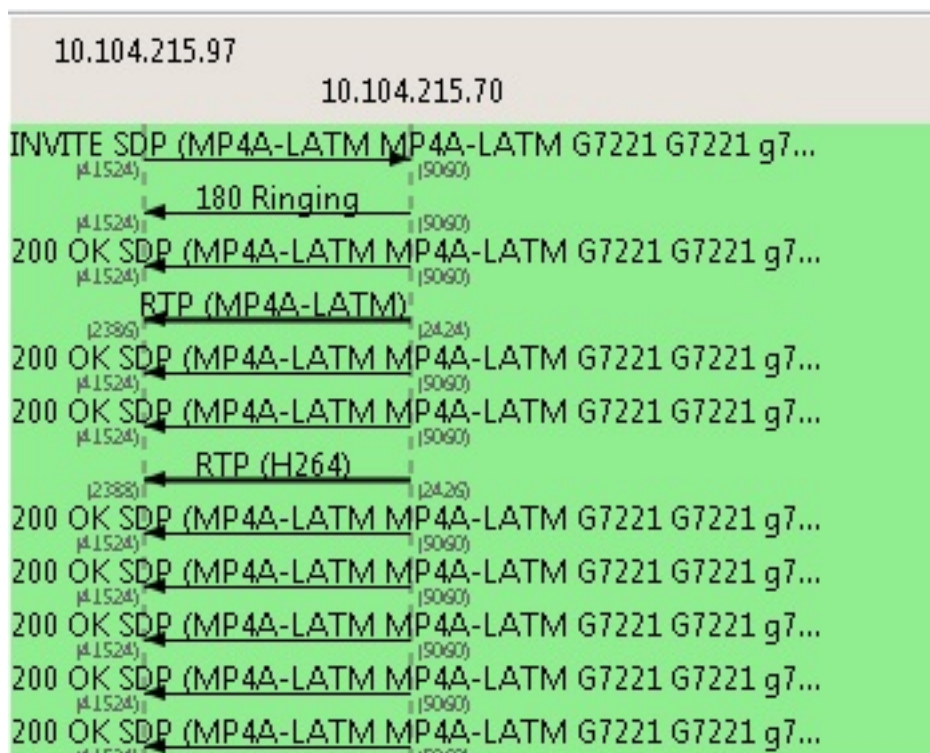 10.104.215.97
10.104.215.70
INVITE SDP (MP4A-LATM MP4A-LATM G7221 G7221 g7...
(41524) (5060)
180 Ringing
(41524) (5060)
200 OK SDP (MP4A-LATM MP4A-LATM G7221 G7221 g7...
(41524) (5060)
RTP (MP4A-LATM)
(2386) (2424)
200 OK SDP (MP4A-LATM MP4A-LATM G7221 G7221 g7...
(41524) (5060)
200 OK SDP (MP4A-LATM MP4A-LATM G7221 G7221 g7...
(41524) (5060)
RTP (H264)
(2388) (2426)
200 OK SDP (MP4A-LATM MP4A-LATM G7221 G7221 g7...
(41524) (5060)
200 OK SDP (MP4A-LATM MP4A-LATM G7221 G7221 g7...
(41524) (5060)
200 OK SDP (MP4A-LATM MP4A-LATM G7221 G7221 g7...
(41524) (5060)
200 OK SDP (MP4A-LATM MP4A-LATM G7221 G7221 g7...
(41524) (5060)
200 OK SDP (MP4A-LATM MP4A-LATM G7221 G7221 g7...